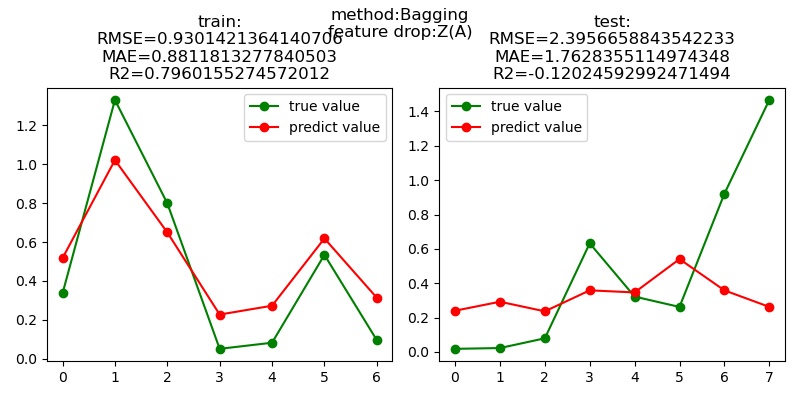 method:Bagging
feature drop:Z(A)
train:
RMSE=0.9301421364140706
MAE=0.8811813277840503
R2=0.7960155274572012
true value
predict value
1.2
1.0
0.8
0.6
0.4
0.2
0.0
0 1 2 3 4 5 6
test:
RMSE=2.3956658843542233
MAE=1.7628355114974348
R2=-0.12024592992471494
true value
predict value
1.4
1.2
1.0
0.8
0.6
0.4
0.2
0.0
0 1 2 3 4 5 6 7